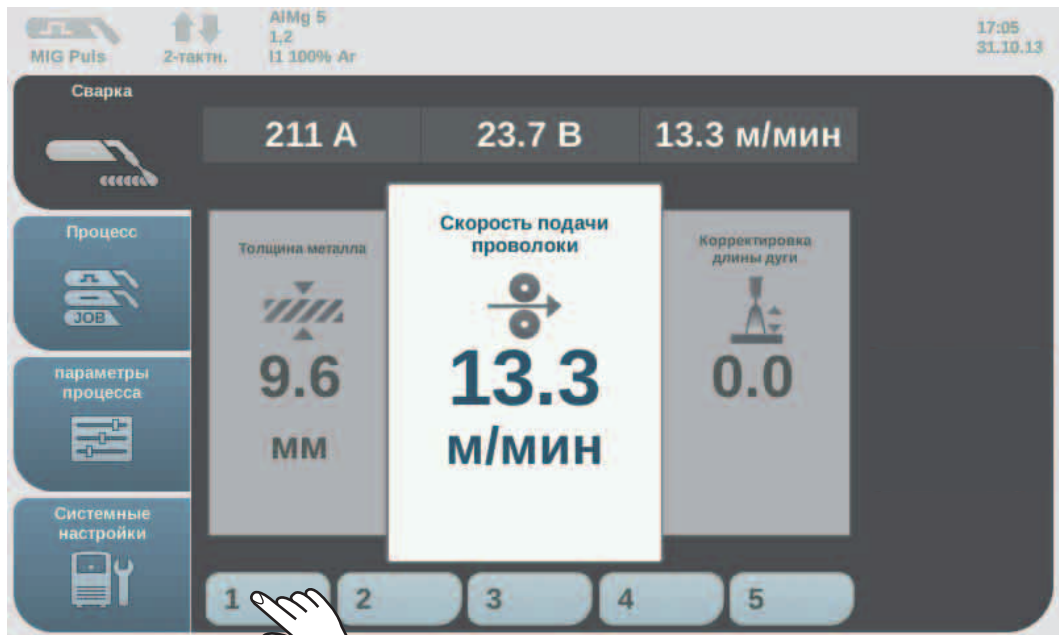 AlMg 5
1,2
I1 100% Ar
MIG Puls
2-тактн.
17:05
31.10.13
Сварка
211 А
23.7 В
13.3 м/мин
Процесс
JOB
параметры
процесса
Системные
настройки
Толщина металла
9.6
мм
Скорость подачи
проволоки
13.3
м/мин
Корректировка
длины дуги
0.0
1
2
3
4
5